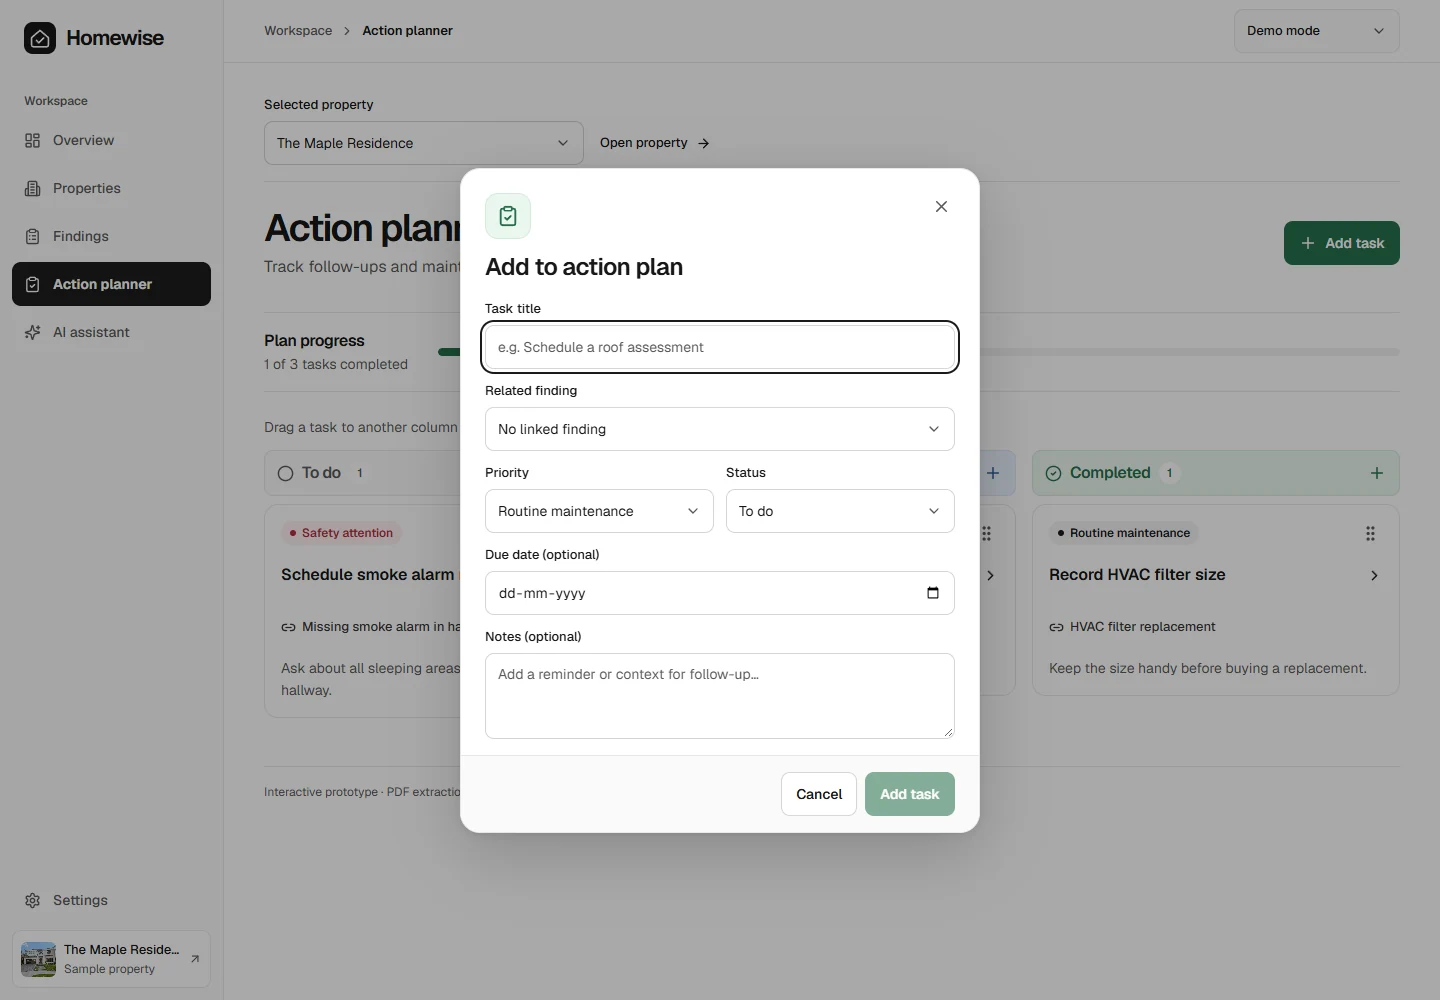 Homewise
Workspace
Overview
Properties
Findings
Action planner
AI assistant
Settings
The Maple Reside...
Sample property
Workspace > Action planner
Demo mode
Selected property
The Maple Residence
Open property →
Action plann
Track follow-ups and maint
+ Add task
Plan progress
1 of 3 tasks completed
Drag a task to another column
To do 1
Completed 1
Safety attention
Schedule smoke alarm
Missing smoke alarm in ha
Ask about all sleeping areas
hallway.
Routine maintenance
Record HVAC filter size
HVAC filter replacement
Keep the size handy before buying a replacement.
Interactive prototype · PDF extractio
Add to action plan
Task title
e.g. Schedule a roof assessment
Related finding
No linked finding
Priority
Status
Routine maintenance
To do
Due date (optional)
dd-mm-yyyy
Notes (optional)
Add a reminder or context for follow-up...
Cancel
Add task